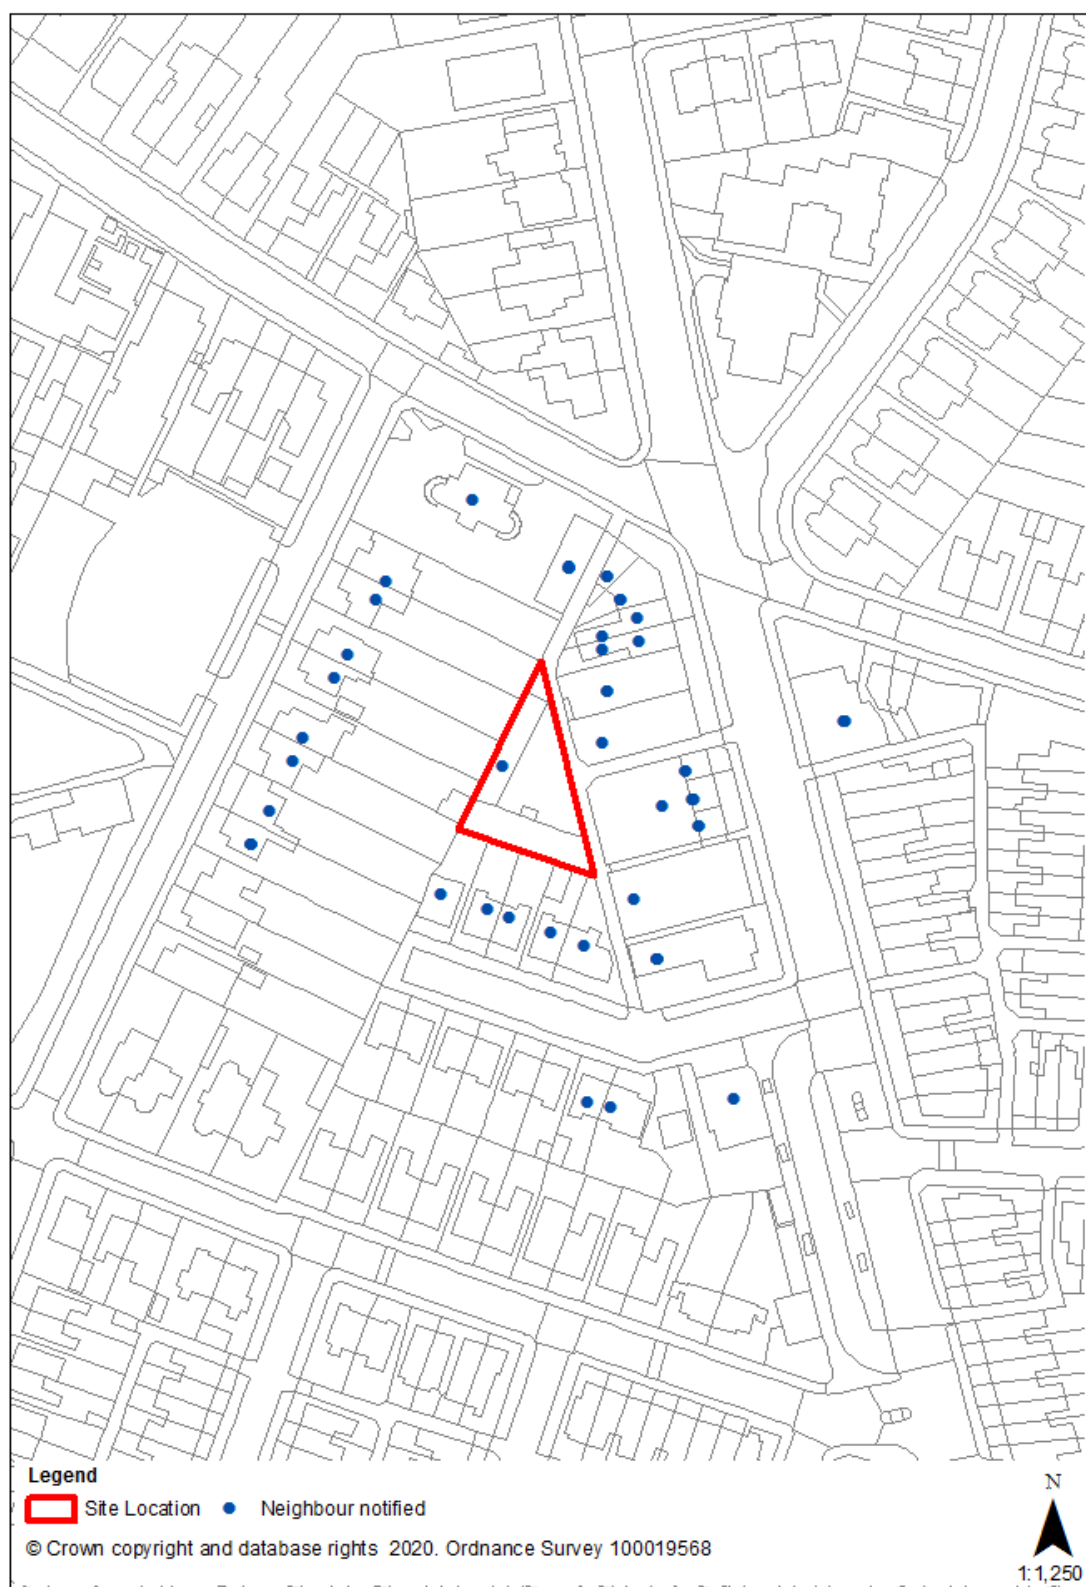 Legend
Site Location
Neighbour notified
N
© Crown copyright and database rights 2020. Ordnance Survey 100019568
1:1,250